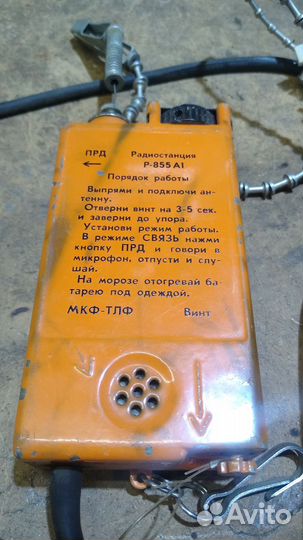 ПРД Радиостанция
← Р-855А1
Порядок работы
Выпрями и подключи ан-
тенну.
Отверни винт на 3-5 сек.
и заверни до упора.
Установи режим работы.
В режиме СВЯЗЬ нажми
кнопку ПРД и говори в
микрофон, отпусти и слу-
шай.
На морозе отогревай ба-
тарею под одеждой.
МКФ-ТЛФ Винт
Avito